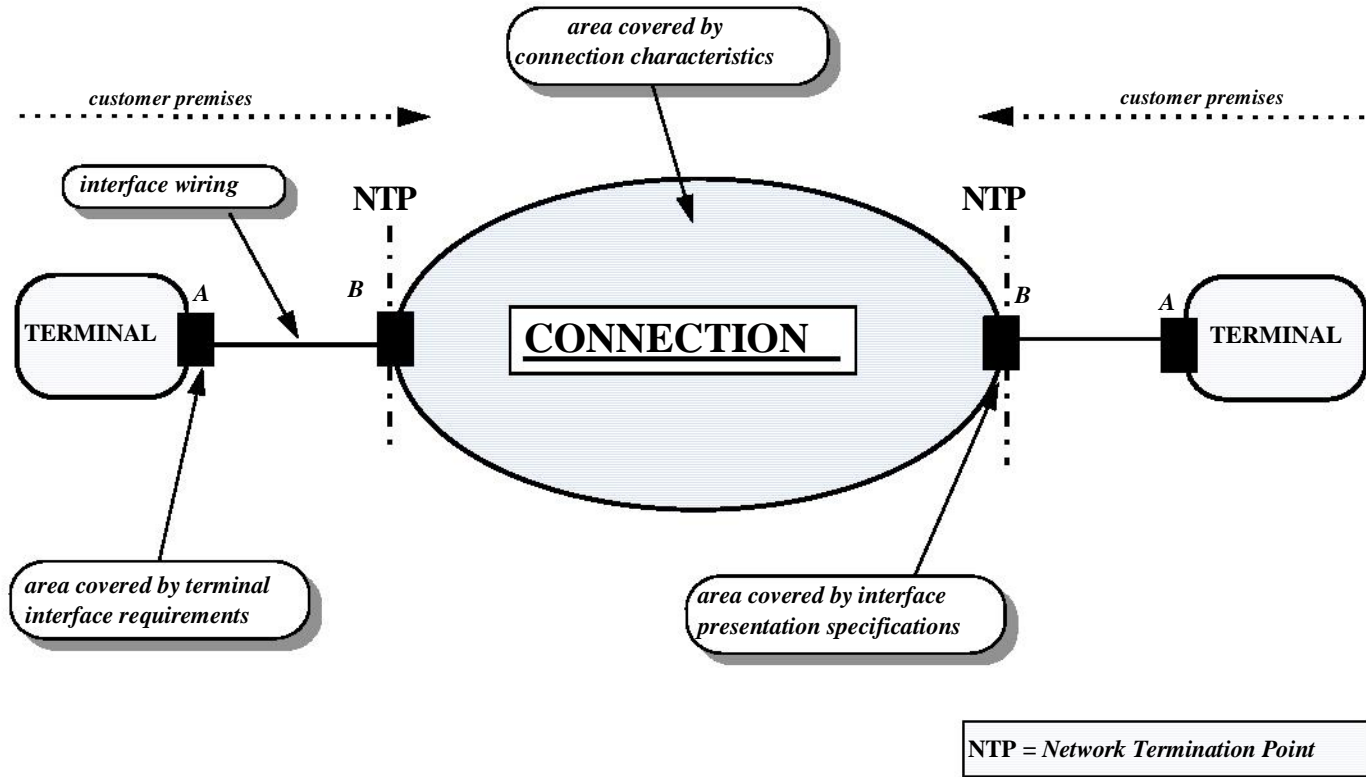 area covered by
connection characteristics
customer premises
customer premises
interface wiring
NTP
NTP
A
B
B
A
TERMINAL
CONNECTION
TERMINAL
area covered by terminal
interface requirements
area covered by interface
presentation specifications
NTP = Network Termination Point